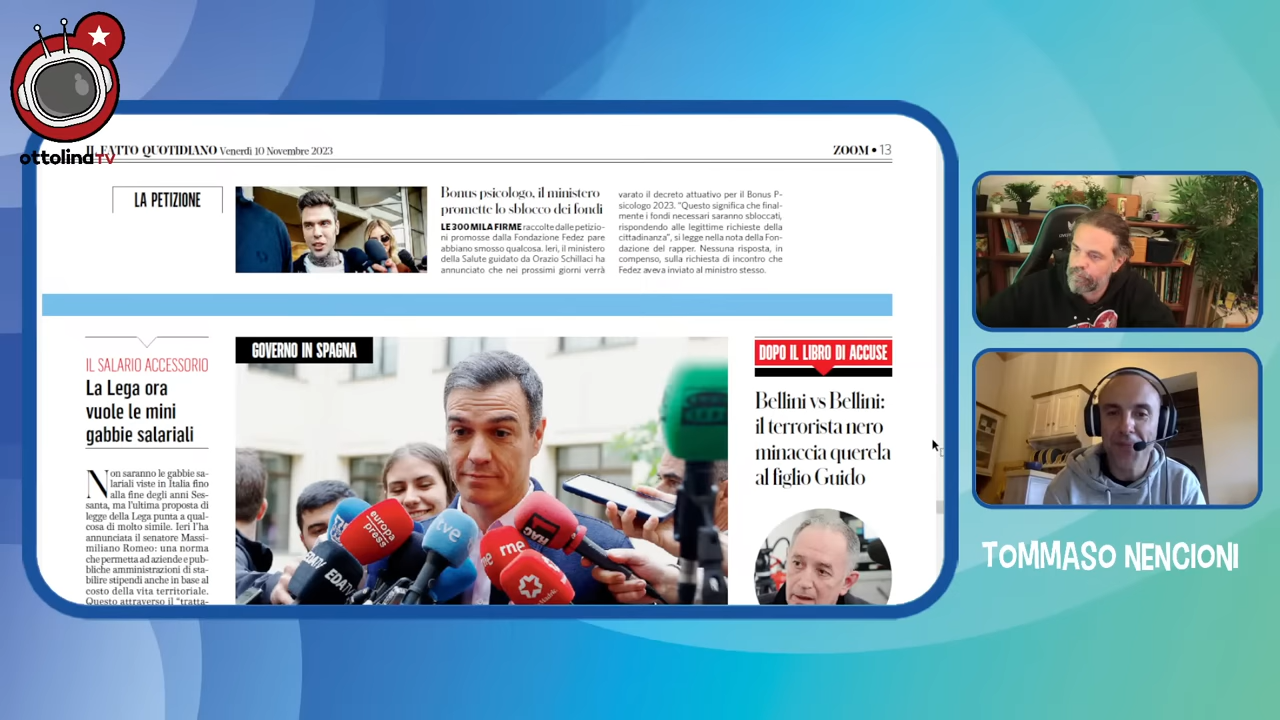 ottolinaTV
IL FATTO QUOTIDIANO Venerdì 10 Novembre 2023
ZOOM • 13
LA PETIZIONE
Bonus psicologo, il ministero
promette lo sblocco dei fondi
LE 300 MILA FIRME raccolte dalle petizio-
ni promosse dalla Fondazione Fedez pare
abbiano smosso qualcosa. Ieri, il ministero
della Salute guidato da Orazio Schillaci ha
annunciato che nei prossimi giorni verrà
varato il decreto attuativo per il Bonus P-
sicologo 2023. "Questo significa che final-
mente i fondi necessari saranno sbloccati,
rispondendo alle legittime richieste della
cittadinanza", si legge nella nota della Fon-
dazione del rapper. Nessuna risposta, in
compenso, sulla richiesta di incontro che
Fedez aveva inviato al ministro stesso.
IL SALARIO ACCESSORIO
La Lega ora
vuole le mini
gabbie salariali
Non saranno le gabbie sa-
lariali viste in Italia fino
alla fine degli anni Ses-
santa, ma l'ultima proposta di
legge della Lega punta a qual-
cosa di molto simile. Ieri l'ha
annunciata il senatore Massi-
miliano Romeo: una norma
che permetta ad aziende e pub-
bliche amministrazioni di sta-
bilire stipendi anche in base al
costo della vita territoriale.
Questo attraverso il "tratta-
GOVERNO IN SPAGNA
europa
press
tve
rne
EDATV
DOPO IL LIBRO DI ACCUSE
Bellini vs Bellini:
il terrorista nero
minaccia querela
al figlio Guido
TOMMASO NENCIONI